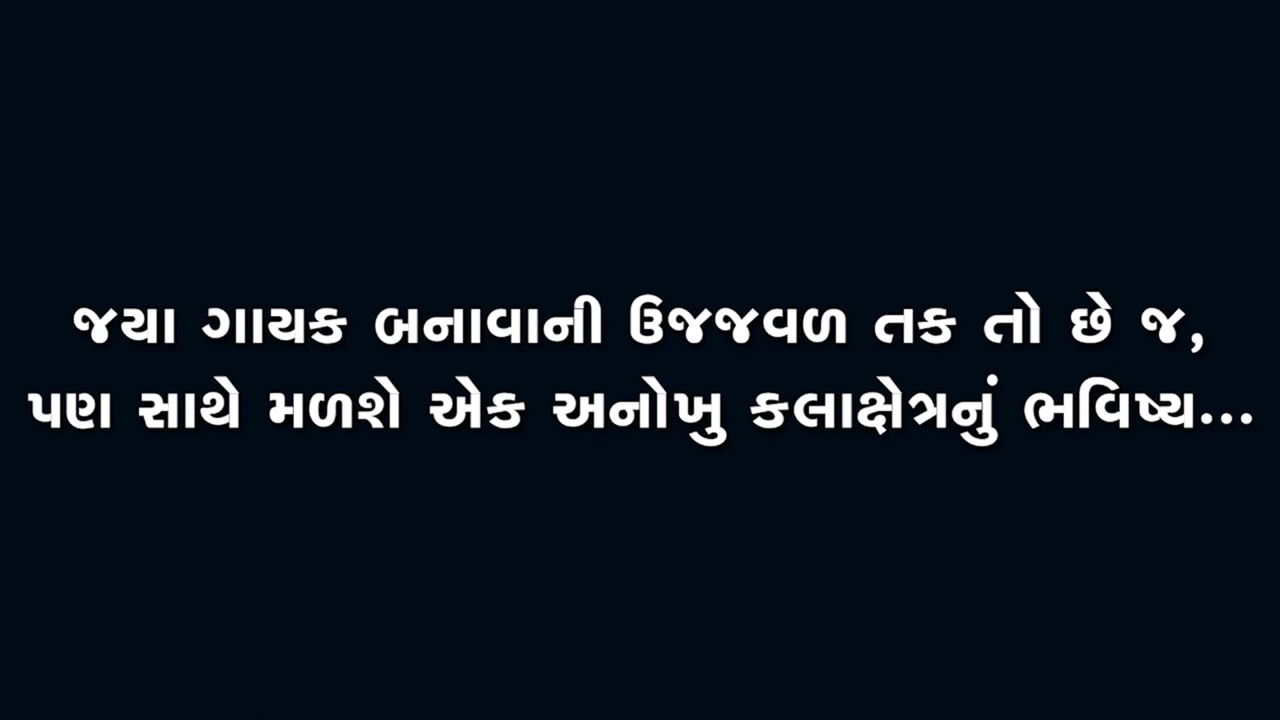 જયા ગાયક બનાવાની ઉજજવળ તક તો છે જ,
પણ સાથે મળશે એક અનોખુ કલાક્ષેત્રનું ભવિષ્ય...